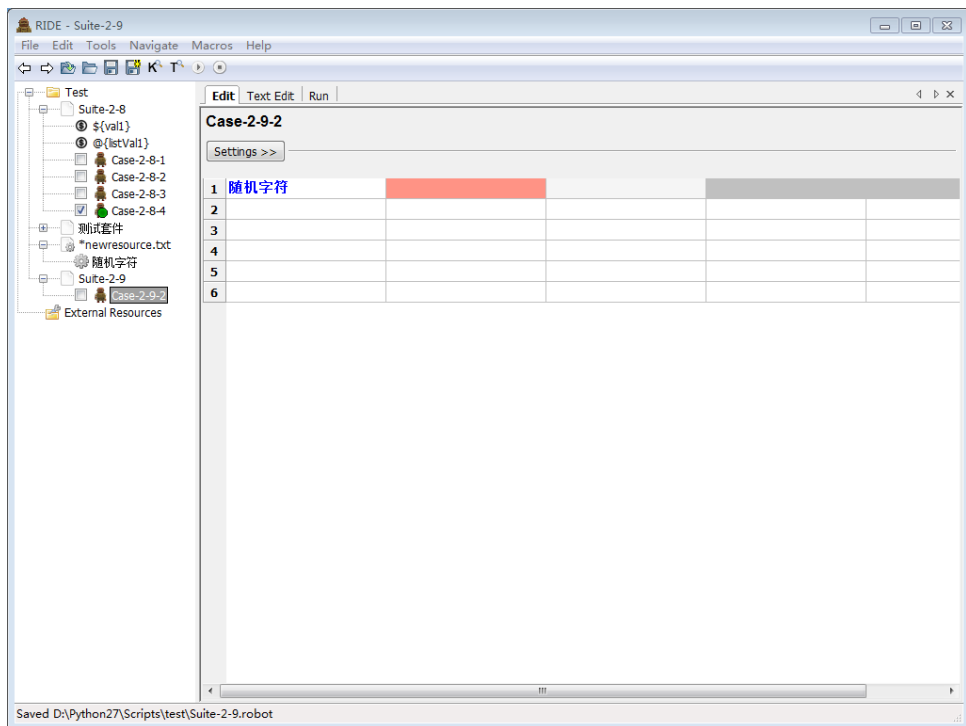 RIDE - Suite-2-9
File Edit Tools Navigate Macros Help
Test
Suite-2-8
${val1}
@{listVal1}
Case-2-8-1
Case-2-8-2
Case-2-8-3
Case-2-8-4
测试套件
*newresource.txt
随机字符
Suite-2-9
Case-2-9-2
External Resources
Edit Text Edit Run
Case-2-9-2
Settings >>
1 随机字符
2
3
4
5
6
Saved D:\Python27\Scripts\test\Suite-2-9.robot